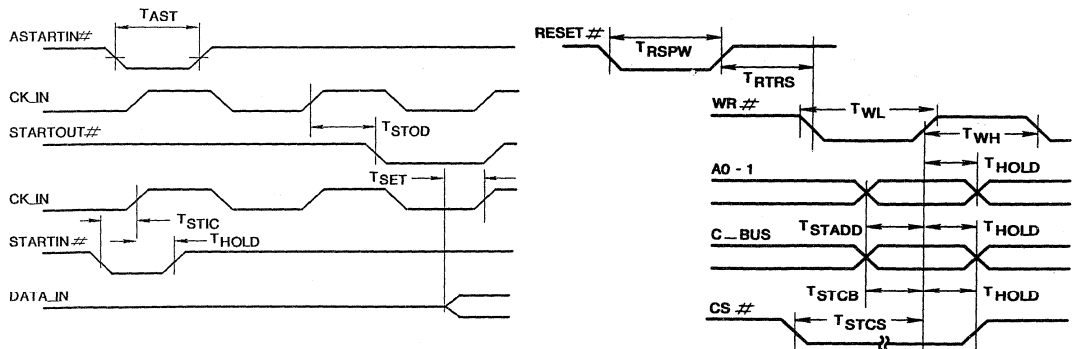 TAST
ASTARTIN#
CK_IN
TSTOD
STARTOUT#
TSET
CK_IN
TSTIC
THOLD
STARTIN#
DATA_IN
RESET#
TRSPW
TRTRS
WR#
TWL
TWH
THOLD
A0-1
TSTADD
THOLD
C_BUS
TSTCB
THOLD
CS#
TSTCS